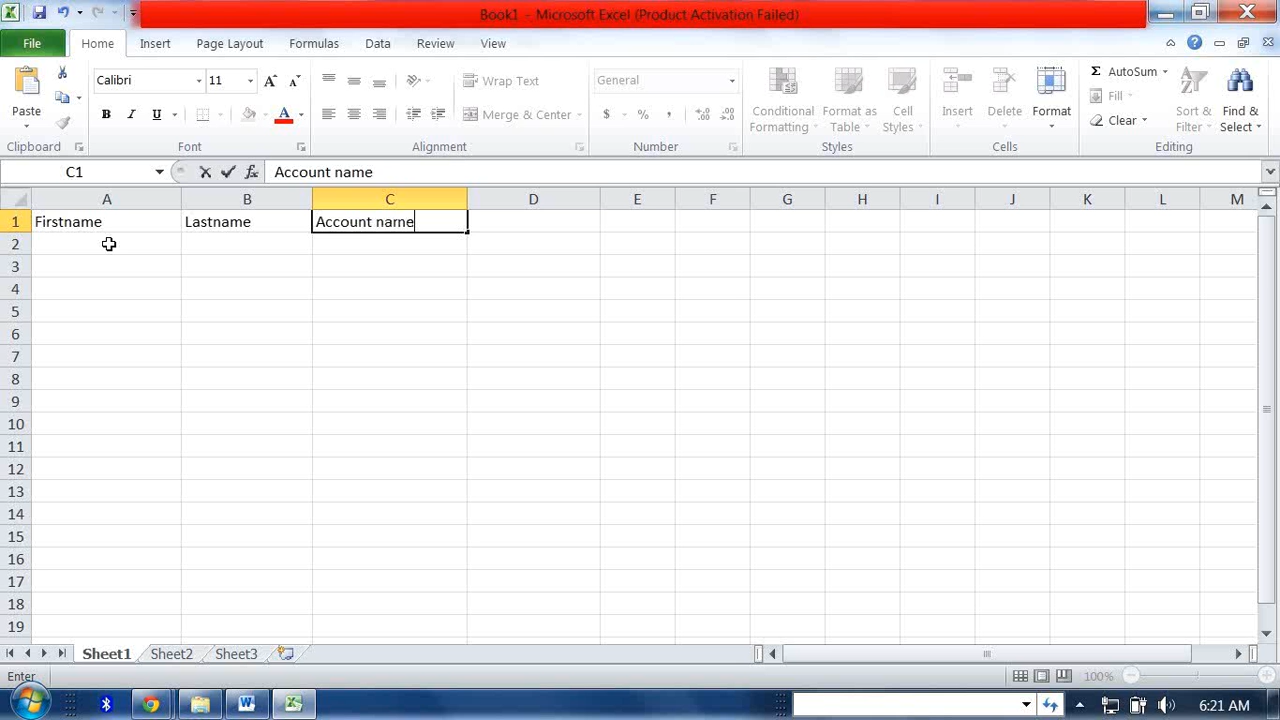 Book1 - Microsoft Excel (Product Activation Failed)
File Home Insert Page Layout Formulas Data Review View
Paste
Clipboard
Calibri 11
B I U A
Font
Wrap Text
Merge & Center
Alignment
General
$ % ,
Number
Conditional Formatting
Format as Table
Cell Styles
Styles
Insert Delete Format
Cells
Σ AutoSum
Fill
Clear
Sort & Filter
Find & Select
Editing
C1 fx Account name
A B C D E F G H I J K L M
1 Firstname Lastname Account name
2
3
4
5
6
7
8
9
10
11
12
13
14
15
16
17
18
19
Sheet1 Sheet2 Sheet3
Enter 100%
6:21 AM